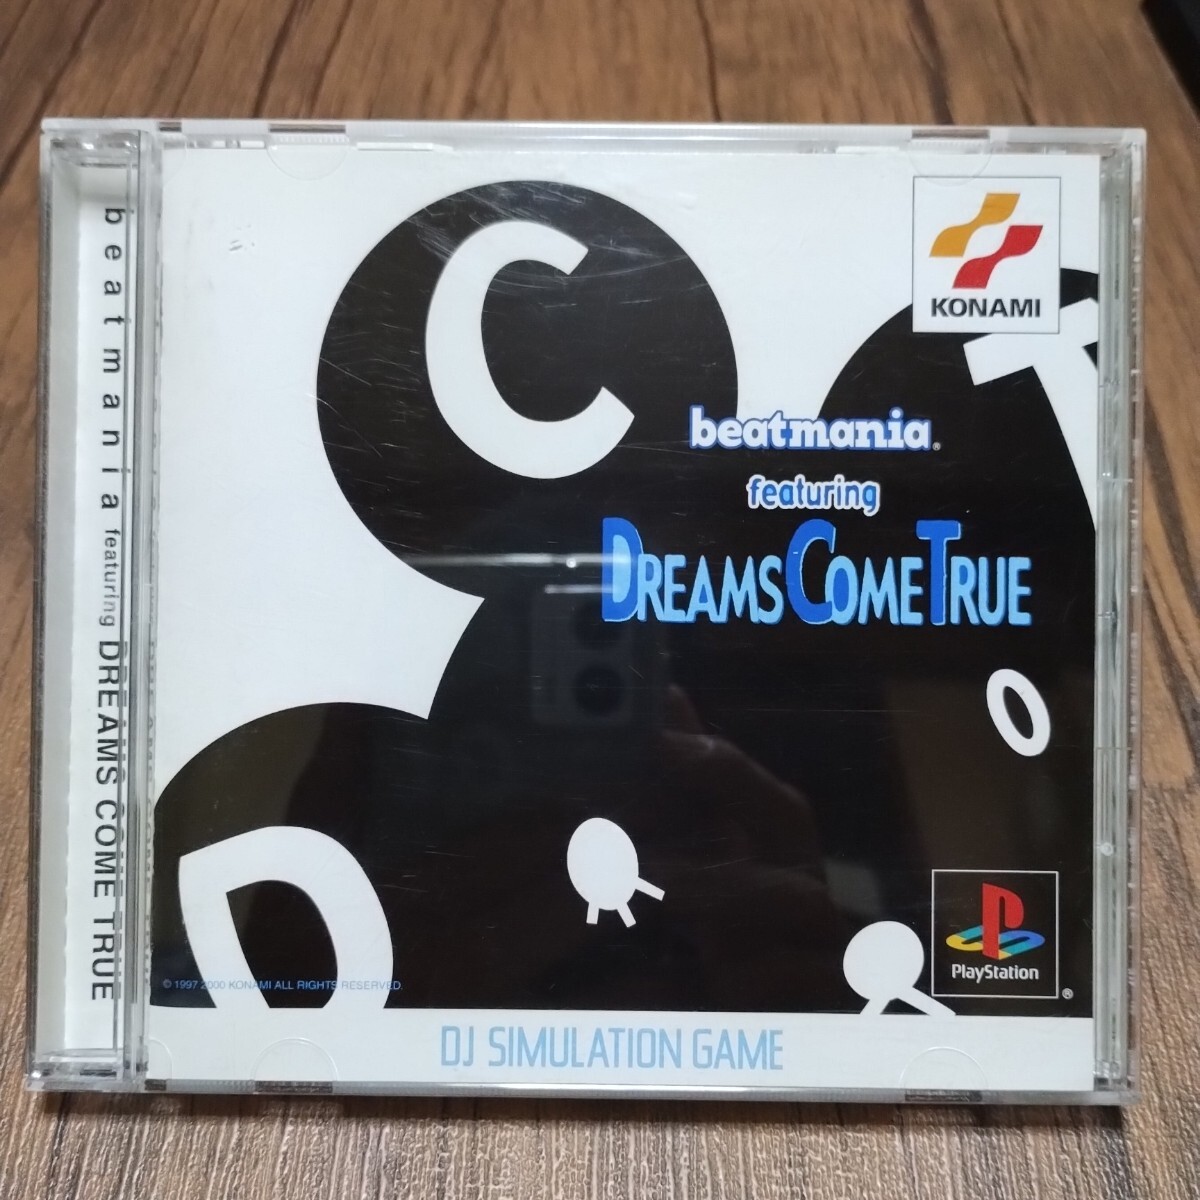 beatmania featuring DREAMS COME TRUE
C
T
KONAMI
beatmania®
featuring
DREAMS COME TRUE
O
D
PlayStation®
© 1997 2000 KONAMI ALL RIGHTS RESERVED.
DJ SIMULATION GAME